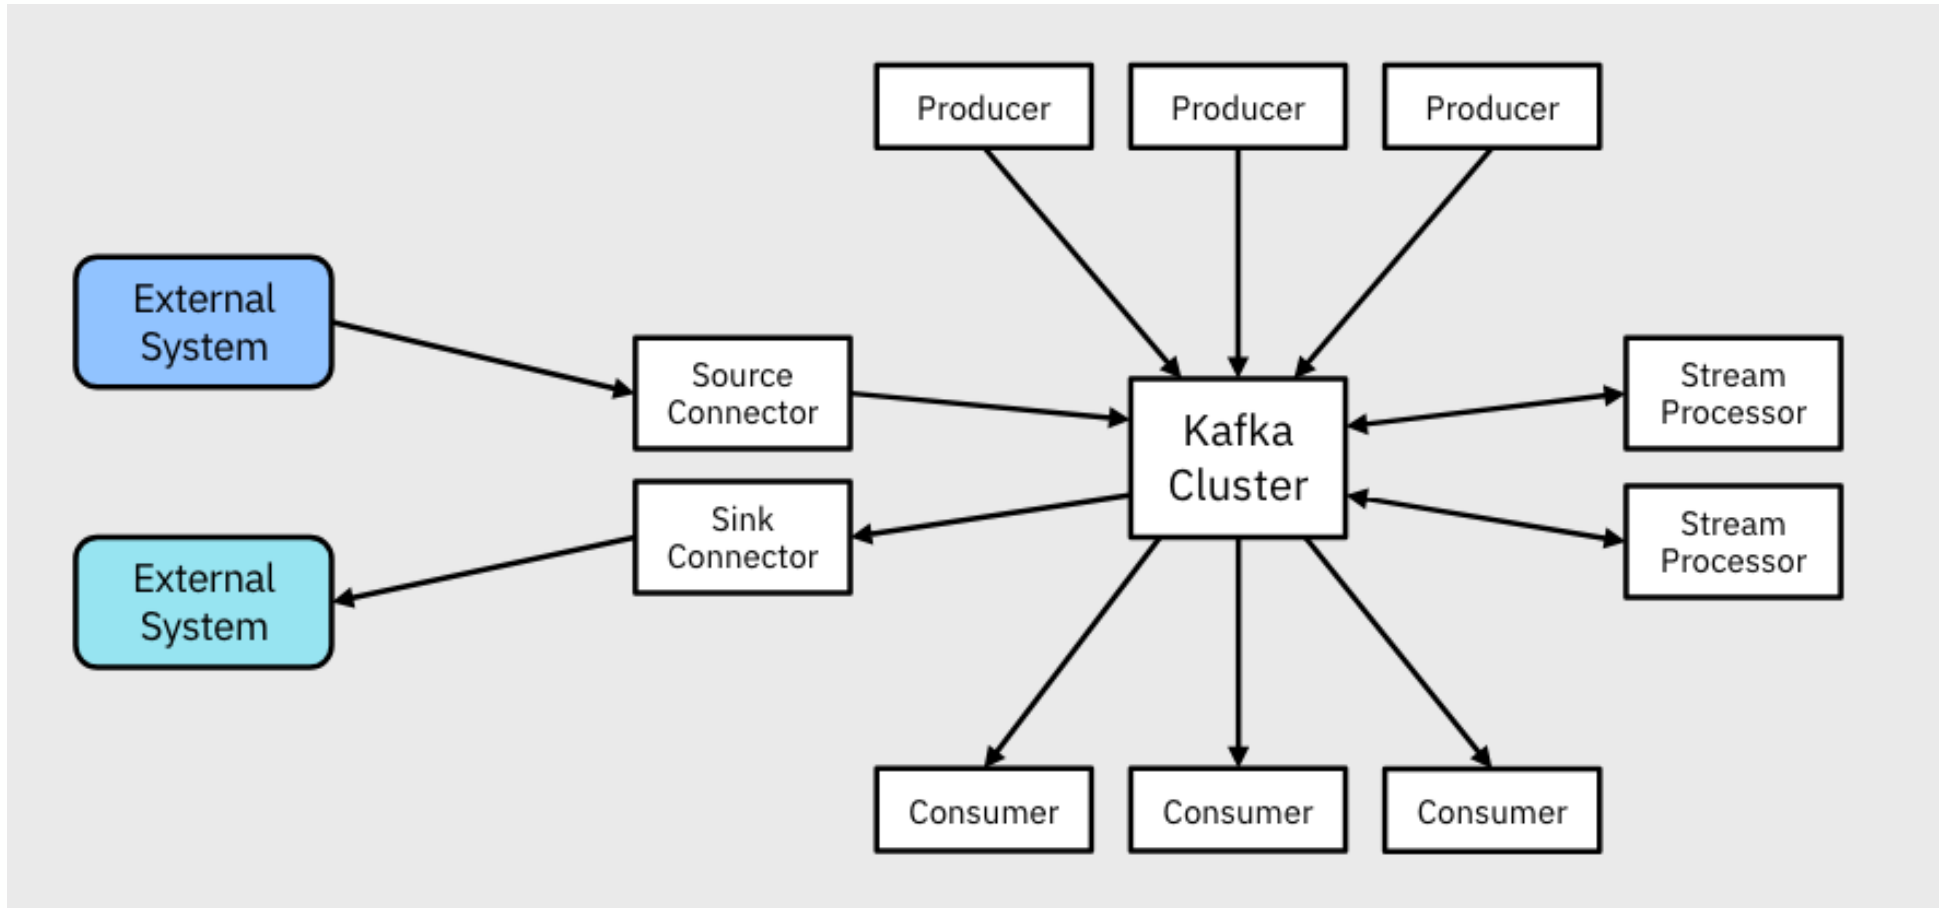 Producer
Producer
Producer
External
System
Source
Connector
Kafka
Cluster
Stream
Processor
Sink
Connector
Stream
Processor
External
System
Consumer
Consumer
Consumer